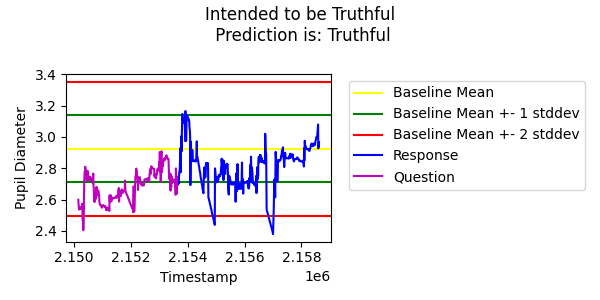 Intended to be Truthful
Prediction is: Truthful
3.4
3.2
3.0
2.8
2.6
2.4
Pupil Diameter
2.150 2.152 2.154 2.156 2.158
1e6
Timestamp
Baseline Mean
Baseline Mean +- 1 stddev
Baseline Mean +- 2 stddev
Response
Question